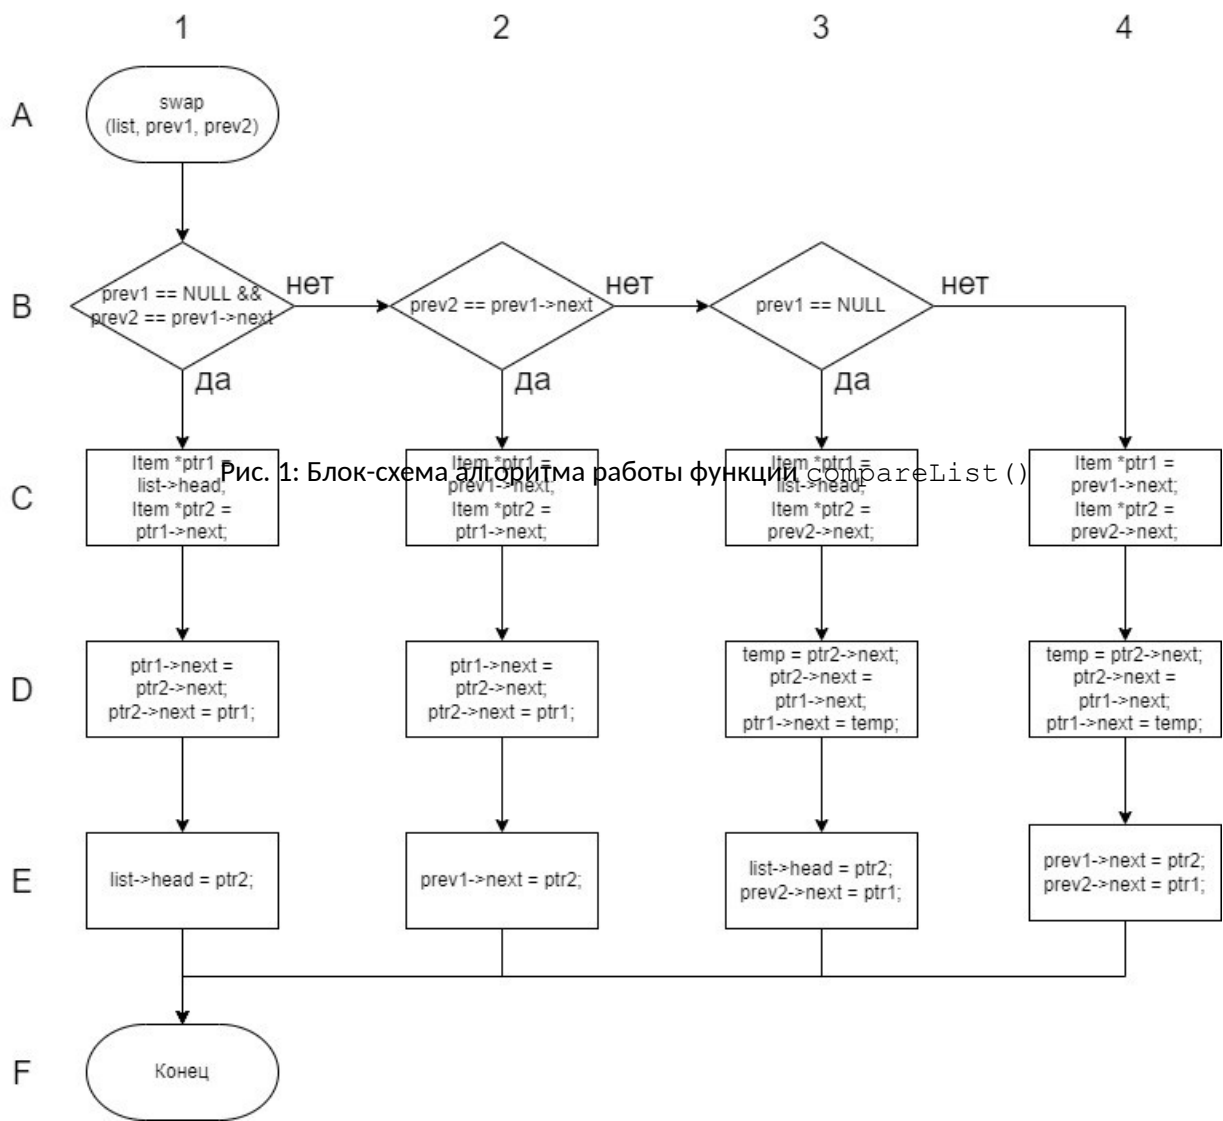 1
2
3
4
A
swap
(list, prev1, prev2)
B
prev1 == NULL &&
prev2 == prev1->next
нет
да
prev2 == prev1->next
нет
да
prev1 == NULL
нет
да
C
Item *ptr1 =
list->head;
Item *ptr2 =
ptr1->next;
Item *ptr1 =
prev1->next;
Item *ptr2 =
ptr1->next;
Item *ptr1 =
list->head;
Item *ptr2 =
prev2->next;
Item *ptr1 =
prev1->next;
Item *ptr2 =
prev2->next;
Рис. 1: Блок-схема алгоритма работы функции compareList()
D
ptr1->next =
ptr2->next;
ptr2->next = ptr1;
ptr1->next =
ptr2->next;
ptr2->next = ptr1;
temp = ptr2->next;
ptr2->next =
ptr1->next;
ptr1->next = temp;
temp = ptr2->next;
ptr2->next =
ptr1->next;
ptr1->next = temp;
E
list->head = ptr2;
prev1->next = ptr2;
list->head = ptr2;
prev2->next = ptr1;
prev1->next = ptr2;
prev2->next = ptr1;
F
Конец